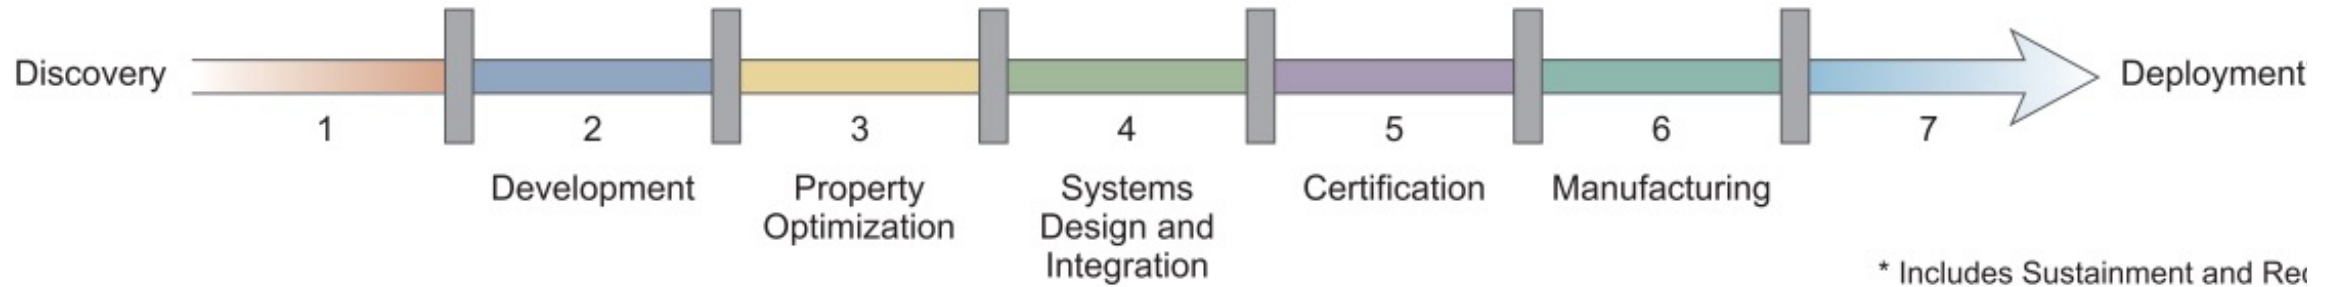 Discovery
Deployment
1
2
3
4
5
6
7
Development
Property
Optimization
Systems
Design and
Integration
Certification
Manufacturing
* Includes Sustainment and